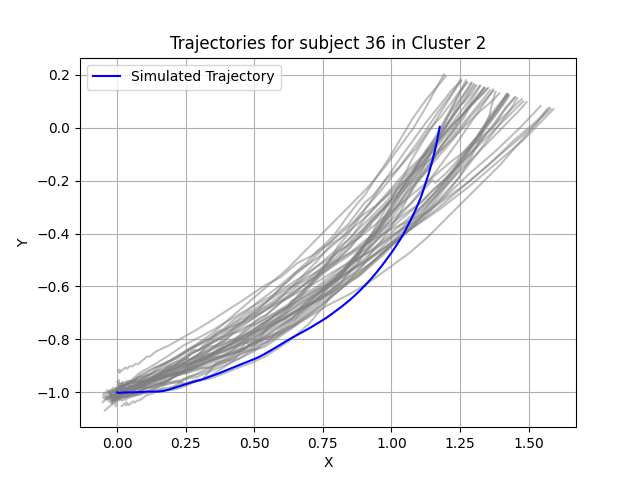 Trajectories for subject 36 in Cluster 2
Simulated Trajectory
0.2
0.0
−0.2
−0.4
−0.6
−0.8
−1.0
Y
0.00 0.25 0.50 0.75 1.00 1.25 1.50
X